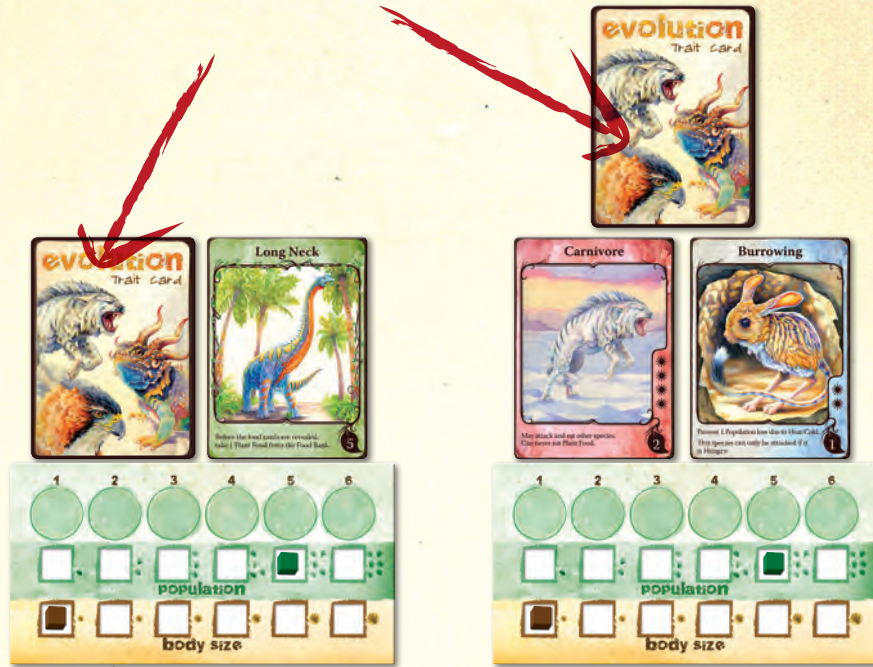 evolution
Trait Card
evolution
Trait Card
Long Neck
Before the food cards are revealed,
take 1 Plant Food from the Food Bank.
5
Carnivore
May attack and eat other species.
Can never eat Plant Food.
2
Burrowing
Prevent 1 Population loss due to Heat/Cold.
This species can only be attacked if it
is Hungry.
1
1 2 3 4 5 6
population
body size
1 2 3 4 5 6
population
body size